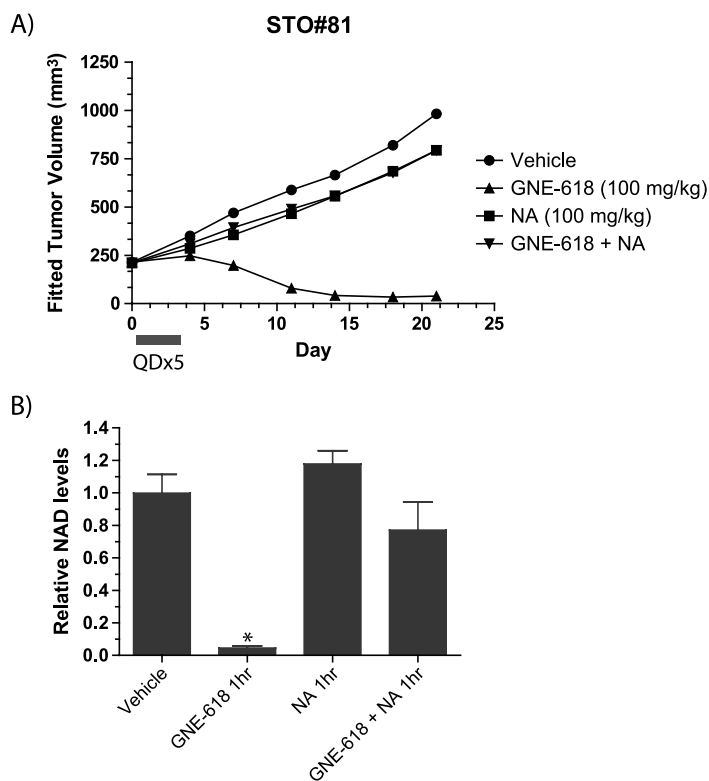 A)
STO#81
Fitted Tumor Volume (mm³)
1250
1000
750
500
250
0
0 5 10 15 20 25
Day
QDx5
Vehicle
GNE-618 (100 mg/kg)
NA (100 mg/kg)
GNE-618 + NA
B)
Relative NAD levels
1.4
1.2
1.0
0.8
0.6
0.4
0.2
0.0
*
Vehicle
GNE-618 1hr
NA 1hr
GNE-618 + NA 1hr